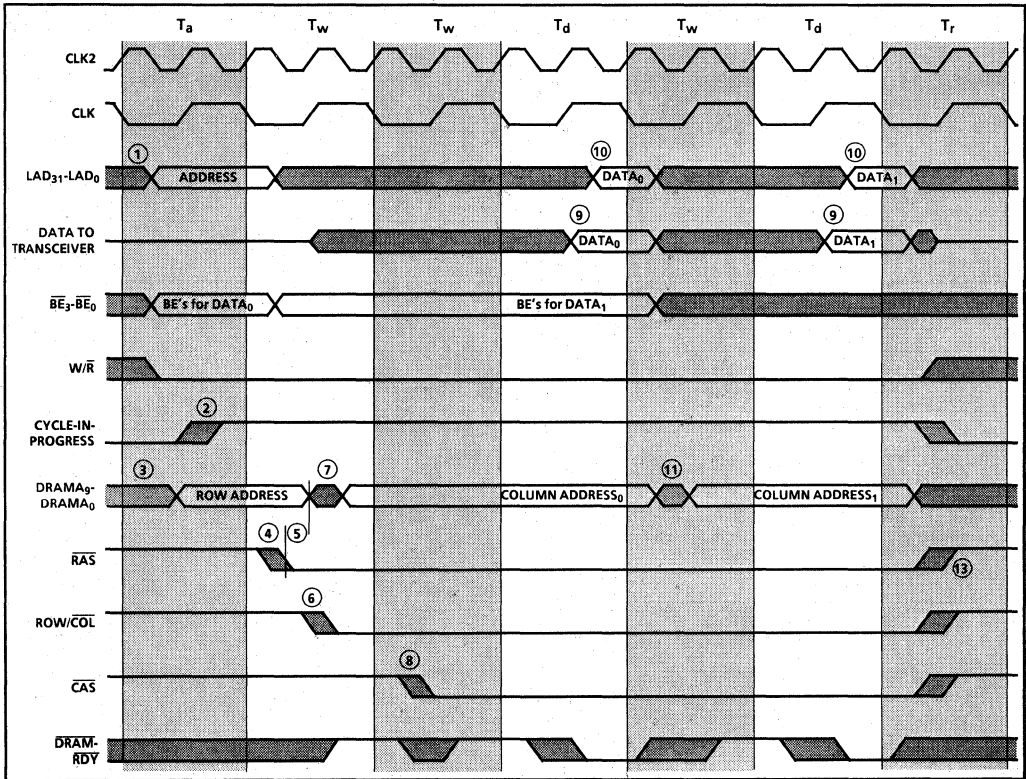 Ta Tw Tw Td Tw Td Tr
CLK2
CLK
① ⑩ ⑩
LAD31-LAD0 ADDRESS DATA0 DATA1
⑨ ⑨
DATA TO
TRANSCEIVER DATA0 DATA1
BE3-BE0 BE's for DATA0 BE's for DATA1
W/R
②
CYCLE-IN-
PROGRESS
③ ⑦ ⑪
DRAMA9-
DRAMA0 ROW ADDRESS COLUMN ADDRESS0 COLUMN ADDRESS1
④ ⑤
RAS ⑬
⑥
ROW/COL
⑧
CAS
DRAM-
RDY